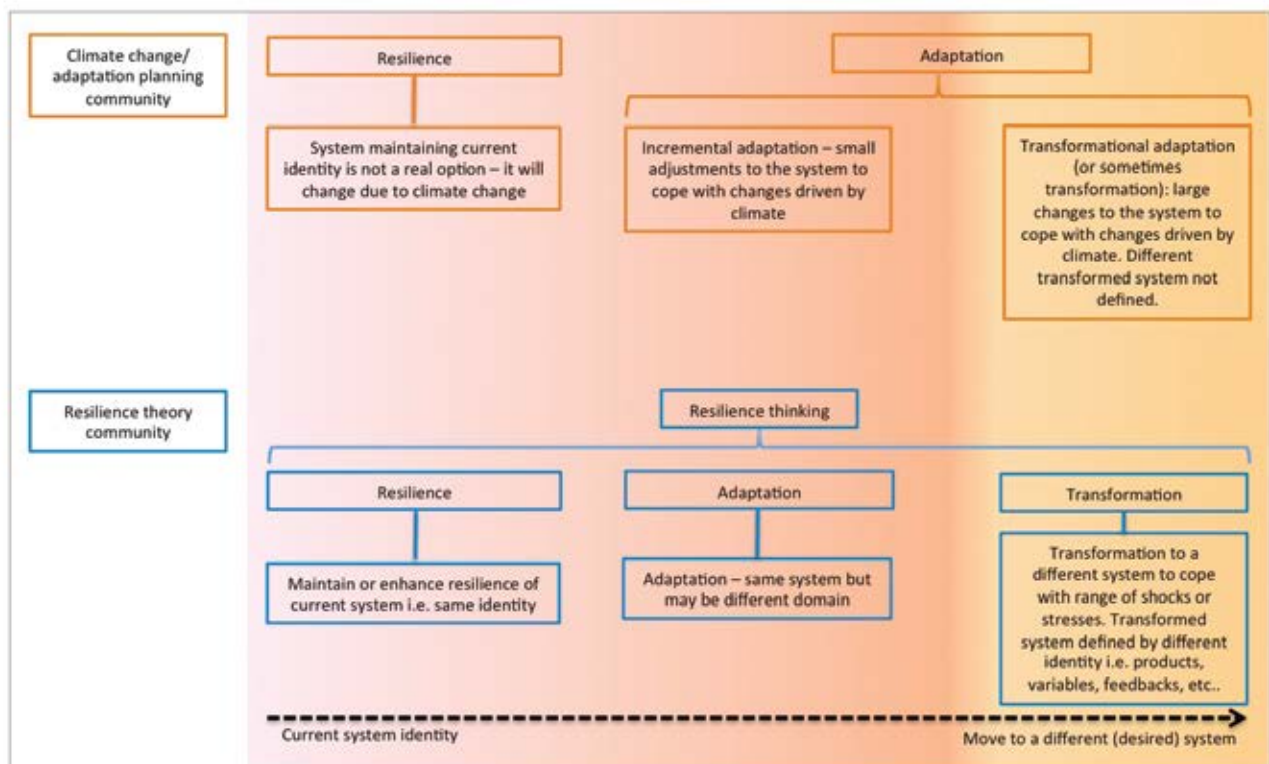 Climate change/
adaptation planning
community
Resilience
Adaptation
System maintaining current
identity is not a real option – it will
change due to climate change
Incremental adaptation – small
adjustments to the system to
cope with changes driven by
climate
Transformational adaptation
(or sometimes
transformation): large
changes to the system to
cope with changes driven by
climate. Different
transformed system not
defined.
Resilience theory
community
Resilience thinking
Resilience
Adaptation
Transformation
Maintain or enhance resilience of
current system i.e. same identity
Adaptation – same system but
may be different domain
Transformation to a
different system to cope
with range of shocks or
stresses. Transformed
system defined by different
identity i.e. products,
variables, feedbacks, etc..
Current system identity
Move to a different (desired) system